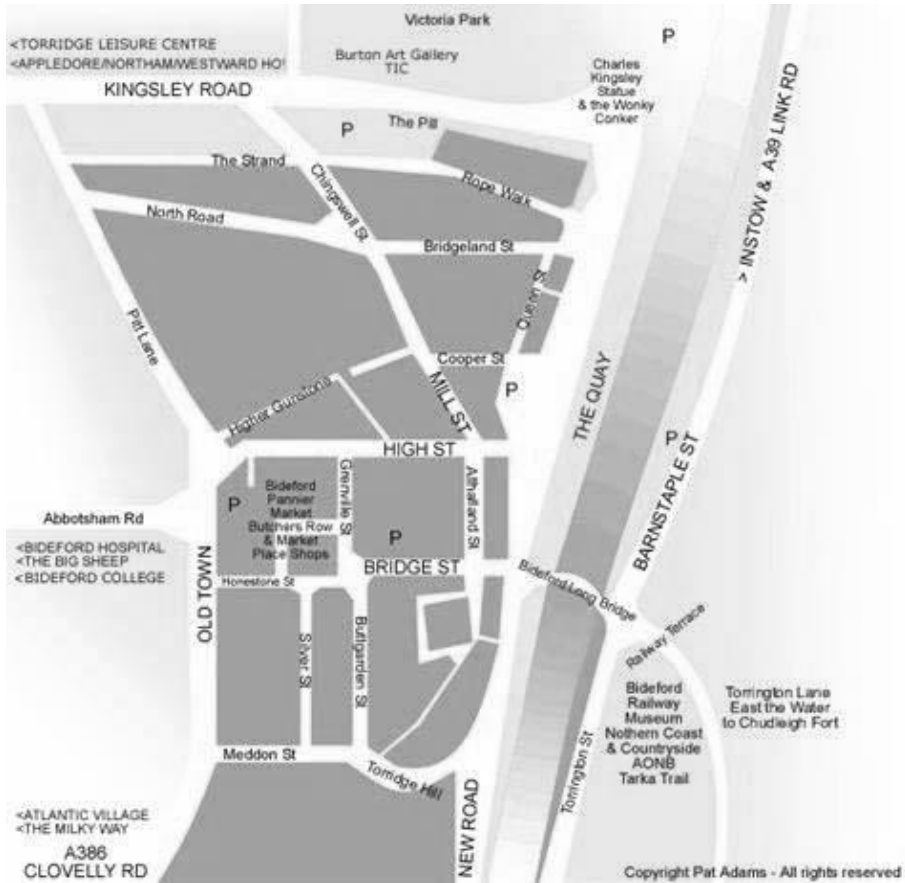 Victoria Park
P
<TORRIDGE LEISURE CENTRE
<APPLEDORE/NORTHAM/WESTWARD HO!
Burton Art Gallery
TIC
Charles
Kingsley
Statue
& the Wonky
Conker
KINGSLEY ROAD
P
The Pill
The Strand
Chingswell St
Rope Walk
North Road
Bridgeland St
> INSTOW & A39 LINK RD
Queen St
Pitt Lane
Cooper St
MILL ST
P
THE QUAY
Higher Gunstone
HIGH ST
P
BARNSTAPLE ST
Grenville St
Allhalland St
Bideford
Pannier
Market
Butchers Row
& Market
Place Shops
P
P
Abbotsham Rd
<BIDEFORD HOSPITAL
<THE BIG SHEEP
<BIDEFORD COLLEGE
OLD TOWN
BRIDGE ST
Honestone St
Bideford Long Bridge
Silver St
Buttgarden St
Railway Terrace
Bideford
Railway
Museum
Nothern Coast
& Countryside
AONB
Tarka Trail
Torrington Lane
East the Water
to Chudleigh Fort
Meddon St
Torridge Hill
Torrington St
NEW ROAD
<ATLANTIC VILLAGE
<THE MILKY WAY
A386
CLOVELLY RD
Copyright Pat Adams - All rights reserved